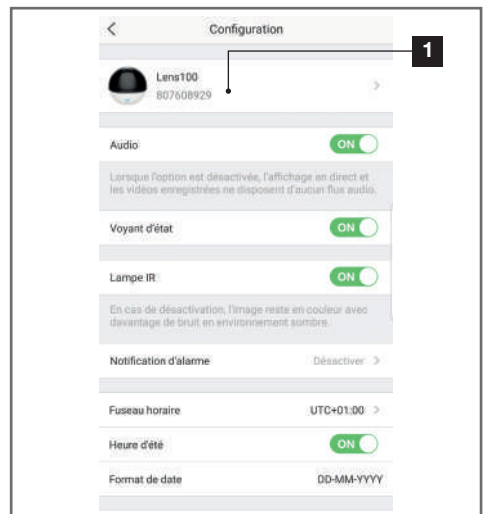 Configuration
1
Lens100
807608929
Audio
ON
Lorsque l'option est désactivée, l'affichage en direct et
les vidéos enregistrées ne disposent d'aucun flux audio.
Voyant d'état
ON
Lampe IR
ON
En cas de désactivation, l'image reste en couleur avec
davantage de bruit en environnement sombre.
Notification d'alarme
Désactiver
Fuseau horaire
UTC+01:00
Heure d'été
ON
Format de date
DD-MM-YYYY